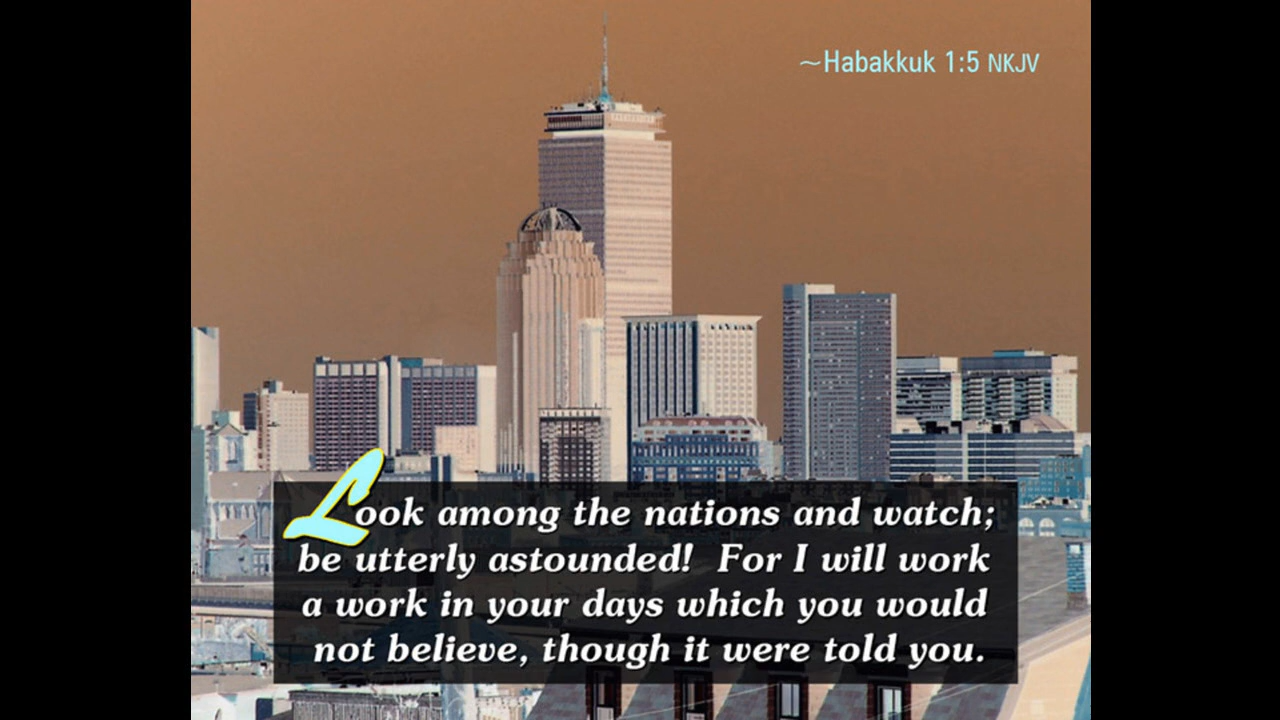 ~Habakkuk 1:5 NKJV
Look among the nations and watch;
be utterly astounded!  For I will work
a work in your days which you would
not believe, though it were told you.